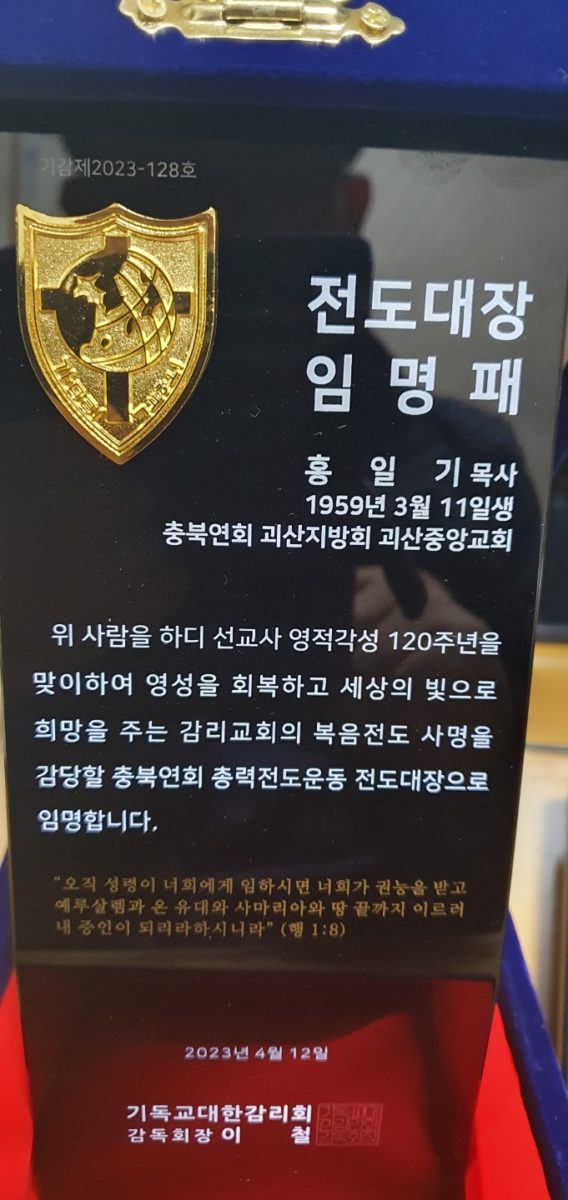 기감제2023-128호
전도대장
임 명 패
홍 일 기 목사
1959년 3월 11일생
충북연회 괴산지방회 괴산중앙교회
위 사람을 하디 선교사 영적각성 120주년을
맞이하여 영성을 회복하고 세상의 빛으로
희망을 주는 감리교회의 복음전도 사명을
감당할 충북연회 총력전도운동 전도대장으로
임명합니다.
“오직 성령이 너희에게 임하시면 너희가 권능을 받고
예루살렘과 온 유대와 사마리아와 땅 끝까지 이르러
내 증인이 되리라하시니라” (행 1:8)
2023년 4월 12일
기독교대한감리회
감독회장 이 철